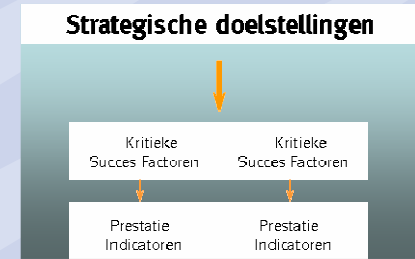 Strategische doelstellingen
Kritieke Kritieke
Succes Factoren Succes Factoren
Prestatie Prestatie
Indicatoren Indicatoren